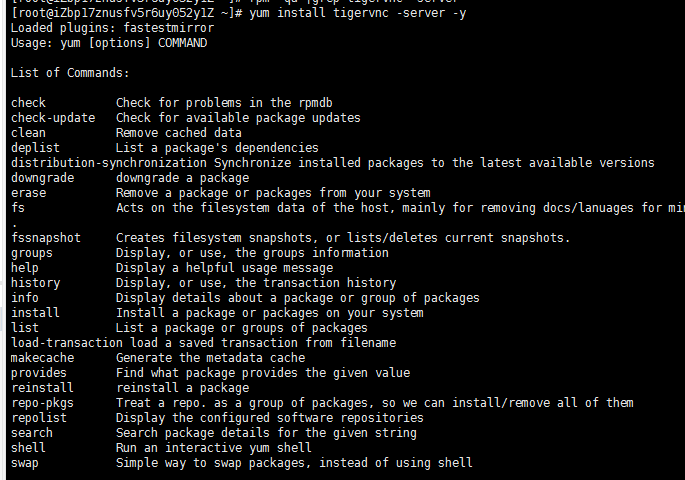 [root@iZbp17znusfv5r6uy052y1Z ~]# rpm -qa |grep tigervnc -server
[root@iZbp17znusfv5r6uy052y1Z ~]# yum install tigervnc -server -y
Loaded plugins: fastestmirror
Usage: yum [options] COMMAND
List of Commands:
check          Check for problems in the rpmdb
check-update   Check for available package updates
clean          Remove cached data
deplist        List a package's dependencies
distribution-synchronization Synchronize installed packages to the latest available versions
downgrade      downgrade a package
erase          Remove a package or packages from your system
fs             Acts on the filesystem data of the host, mainly for removing docs/lanuages for min
.
fssnapshot     Creates filesystem snapshots, or lists/deletes current snapshots.
groups         Display, or use, the groups information
help           Display a helpful usage message
history        Display, or use, the transaction history
info           Display details about a package or group of packages
install        Install a package or packages on your system
list           List a package or groups of packages
load-transaction load a saved transaction from filename
makecache      Generate the metadata cache
provides       Find what package provides the given value
reinstall      reinstall a package
repo-pkgs      Treat a repo. as a group of packages, so we can install/remove all of them
repolist       Display the configured software repositories
search         Search package details for the given string
shell          Run an interactive yum shell
swap           Simple way to swap packages, instead of using shell